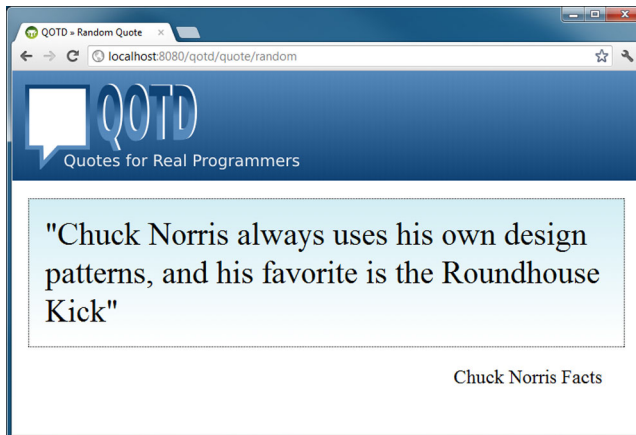 QOTD » Random Quote
localhost:8080/qotd/quote/random
QOTD
Quotes for Real Programmers
"Chuck Norris always uses his own design
patterns, and his favorite is the Roundhouse
Kick"
Chuck Norris Facts